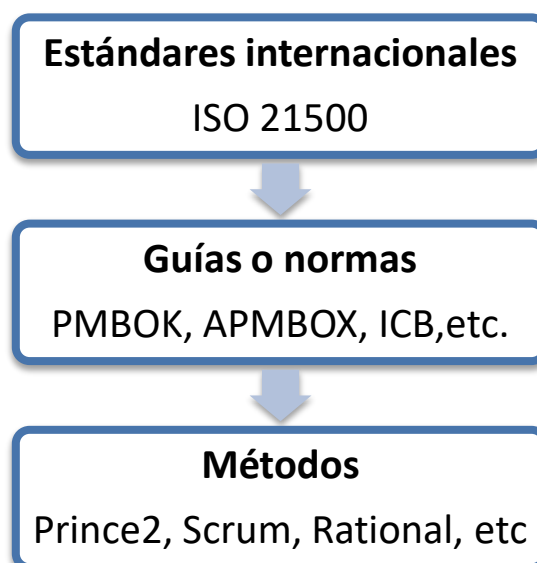 Estándares internacionales
ISO 21500
Guías o normas
PMBOK, APMBOX, ICB,etc.
Métodos
Prince2, Scrum, Rational, etc